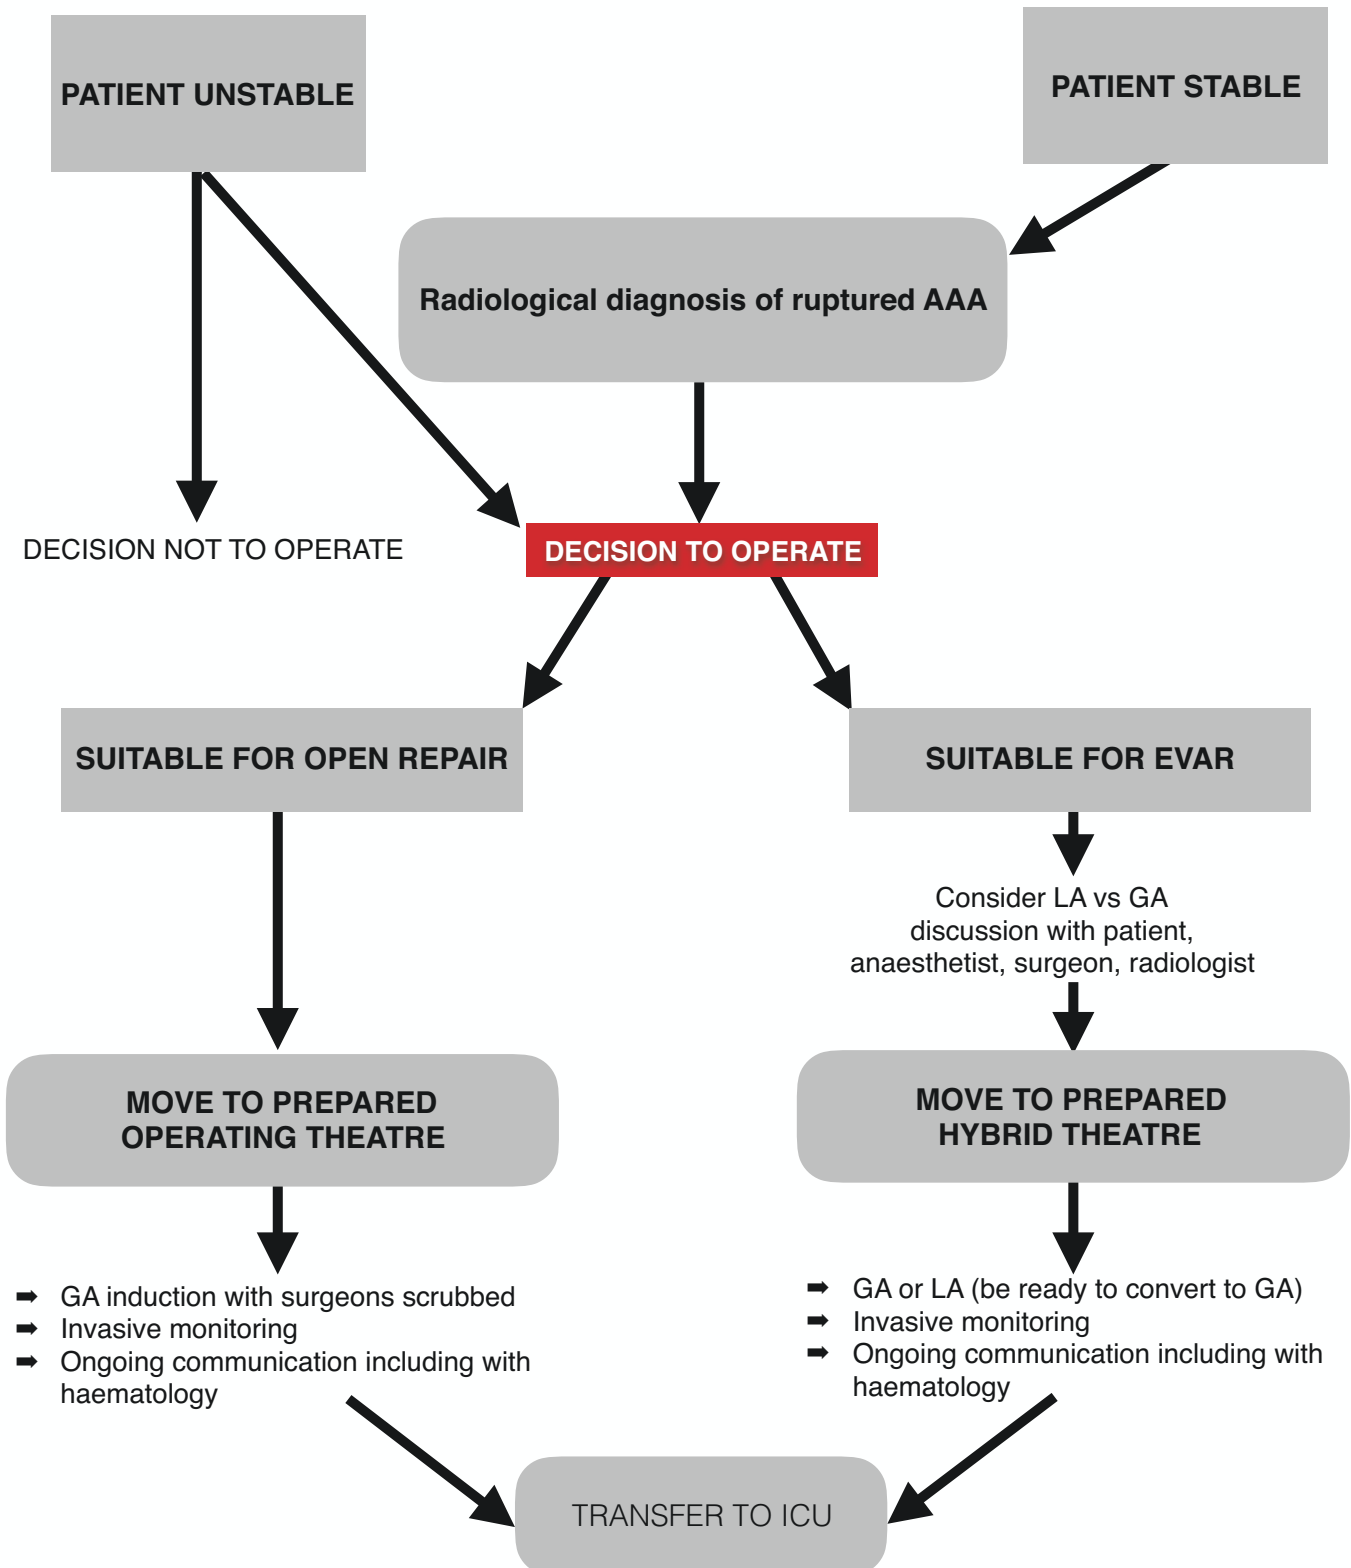 PATIENT UNSTABLE
PATIENT STABLE
Radiological diagnosis of ruptured AAA
DECISION NOT TO OPERATE
DECISION TO OPERATE
SUITABLE FOR OPEN REPAIR
SUITABLE FOR EVAR
Consider LA vs GA
discussion with patient,
anaesthetist, surgeon, radiologist
MOVE TO PREPARED
OPERATING THEATRE
MOVE TO PREPARED
HYBRID THEATRE
➡ GA induction with surgeons scrubbed
➡ Invasive monitoring
➡ Ongoing communication including with
haematology
➡ GA or LA (be ready to convert to GA)
➡ Invasive monitoring
➡ Ongoing communication including with
haematology
TRANSFER TO ICU